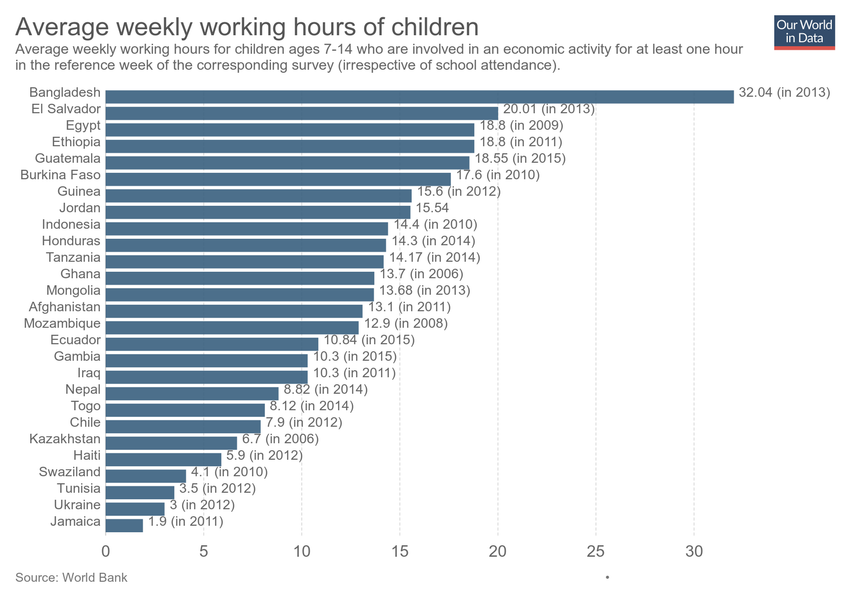 Average weekly working hours of children
Our World
in Data
Average weekly working hours for children ages 7-14 who are involved in an economic activity for at least one hour
in the reference week of the corresponding survey (irrespective of school attendance).
Bangladesh 32.04 (in 2013)
El Salvador 20.01 (in 2013)
Egypt 18.8 (in 2009)
Ethiopia 18.8 (in 2011)
Guatemala 18.55 (in 2015)
Burkina Faso 17.6 (in 2010)
Guinea 15.6 (in 2012)
Jordan 15.54
Indonesia 14.4 (in 2010)
Honduras 14.3 (in 2014)
Tanzania 14.17 (in 2014)
Ghana 13.7 (in 2006)
Mongolia 13.68 (in 2013)
Afghanistan 13.1 (in 2011)
Mozambique 12.9 (in 2008)
Ecuador 10.84 (in 2015)
Gambia 10.3 (in 2015)
Iraq 10.3 (in 2011)
Nepal 8.82 (in 2014)
Togo 8.12 (in 2014)
Chile 7.9 (in 2012)
Kazakhstan 6.7 (in 2006)
Haiti 5.9 (in 2012)
Swaziland 4.1 (in 2010)
Tunisia 3.5 (in 2012)
Ukraine 3 (in 2012)
Jamaica 1.9 (in 2011)
0 5 10 15 20 25 30
Source: World Bank